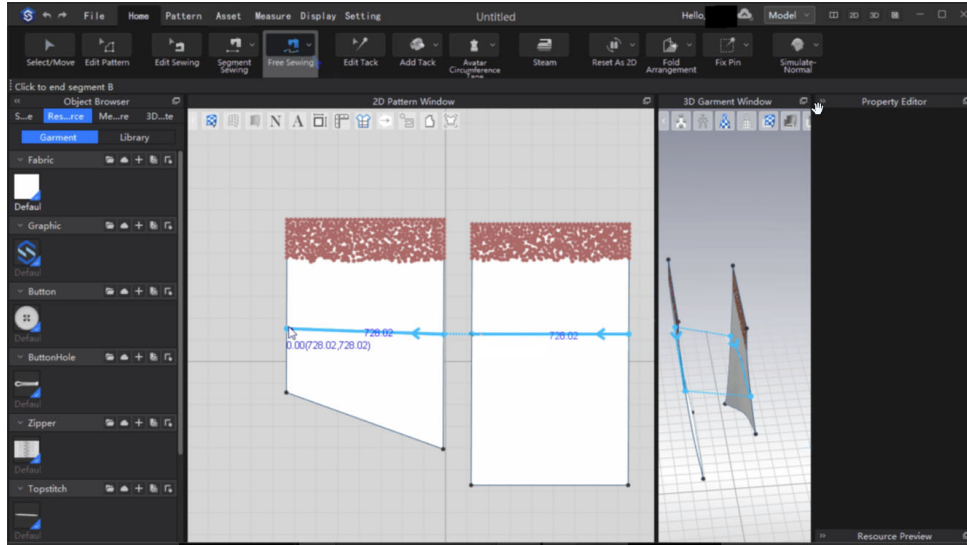 File Home Pattern Asset Measure Display Setting Untitled Hello, Model 2D 3D
Select/Move Edit Pattern Edit Sewing Segment Sewing Free Sewing Edit Tack Add Tack Avatar Circumference Tape Steam Reset As 2D Fold Arrangement Fix Pin Simulate-Normal
Click to end segment B
Object Browser 2D Pattern Window 3D Garment Window Property Editor
S...e Res...rce Me...re 3D...te
Garment Library
N A
Fabric
Defaul
Graphic
Defaul
Button
Defaul
ButtonHole
Defaul
Zipper
Defaul
Topstitch
Defaul
728.02 728.02
0.00(728.02,728.02)
Resource Preview